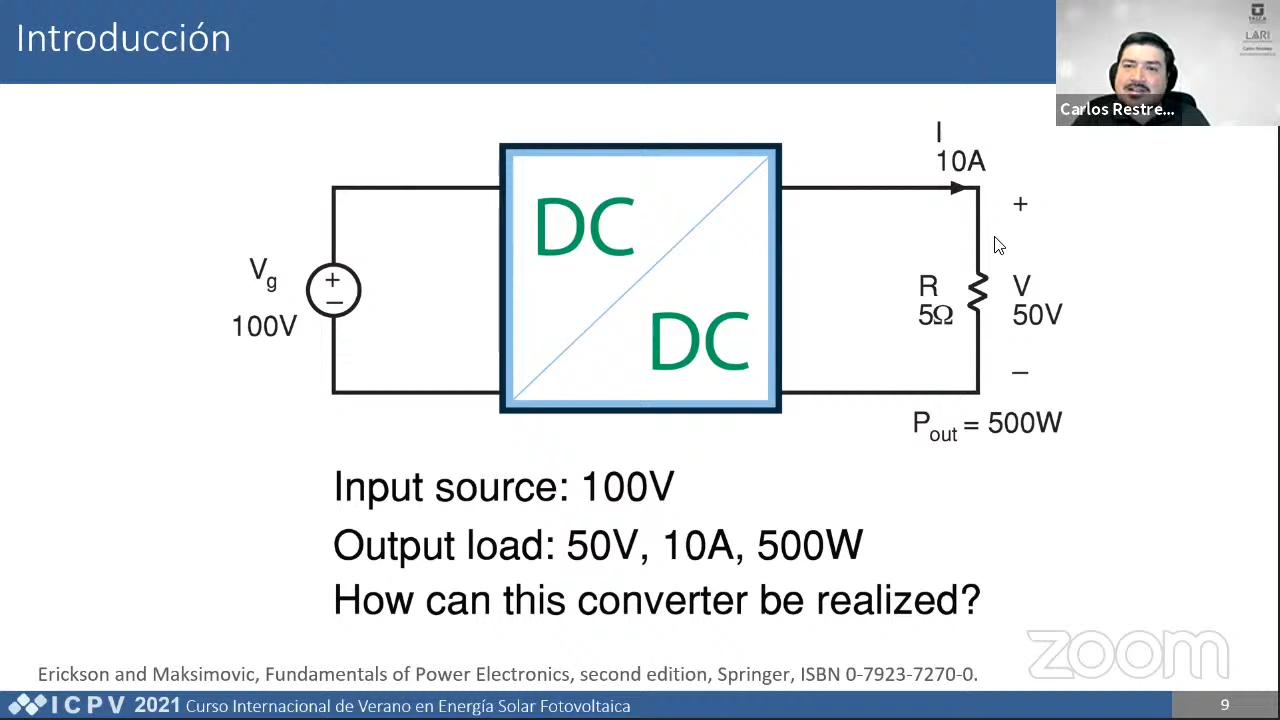 Introducción
TALCA
LARI
Carlos Restre...
I
10A
DC
DC
+
Vg
100V
+
−
R
5Ω
V
50V
−
Pout = 500W
Input source: 100V
Output load: 50V, 10A, 500W
How can this converter be realized?
zoom
Erickson and Maksimovic, Fundamentals of Power Electronics, second edition, Springer, ISBN 0-7923-7270-0.
ICPV 2021 Curso Internacional de Verano en Energía Solar Fotovoltaica
9